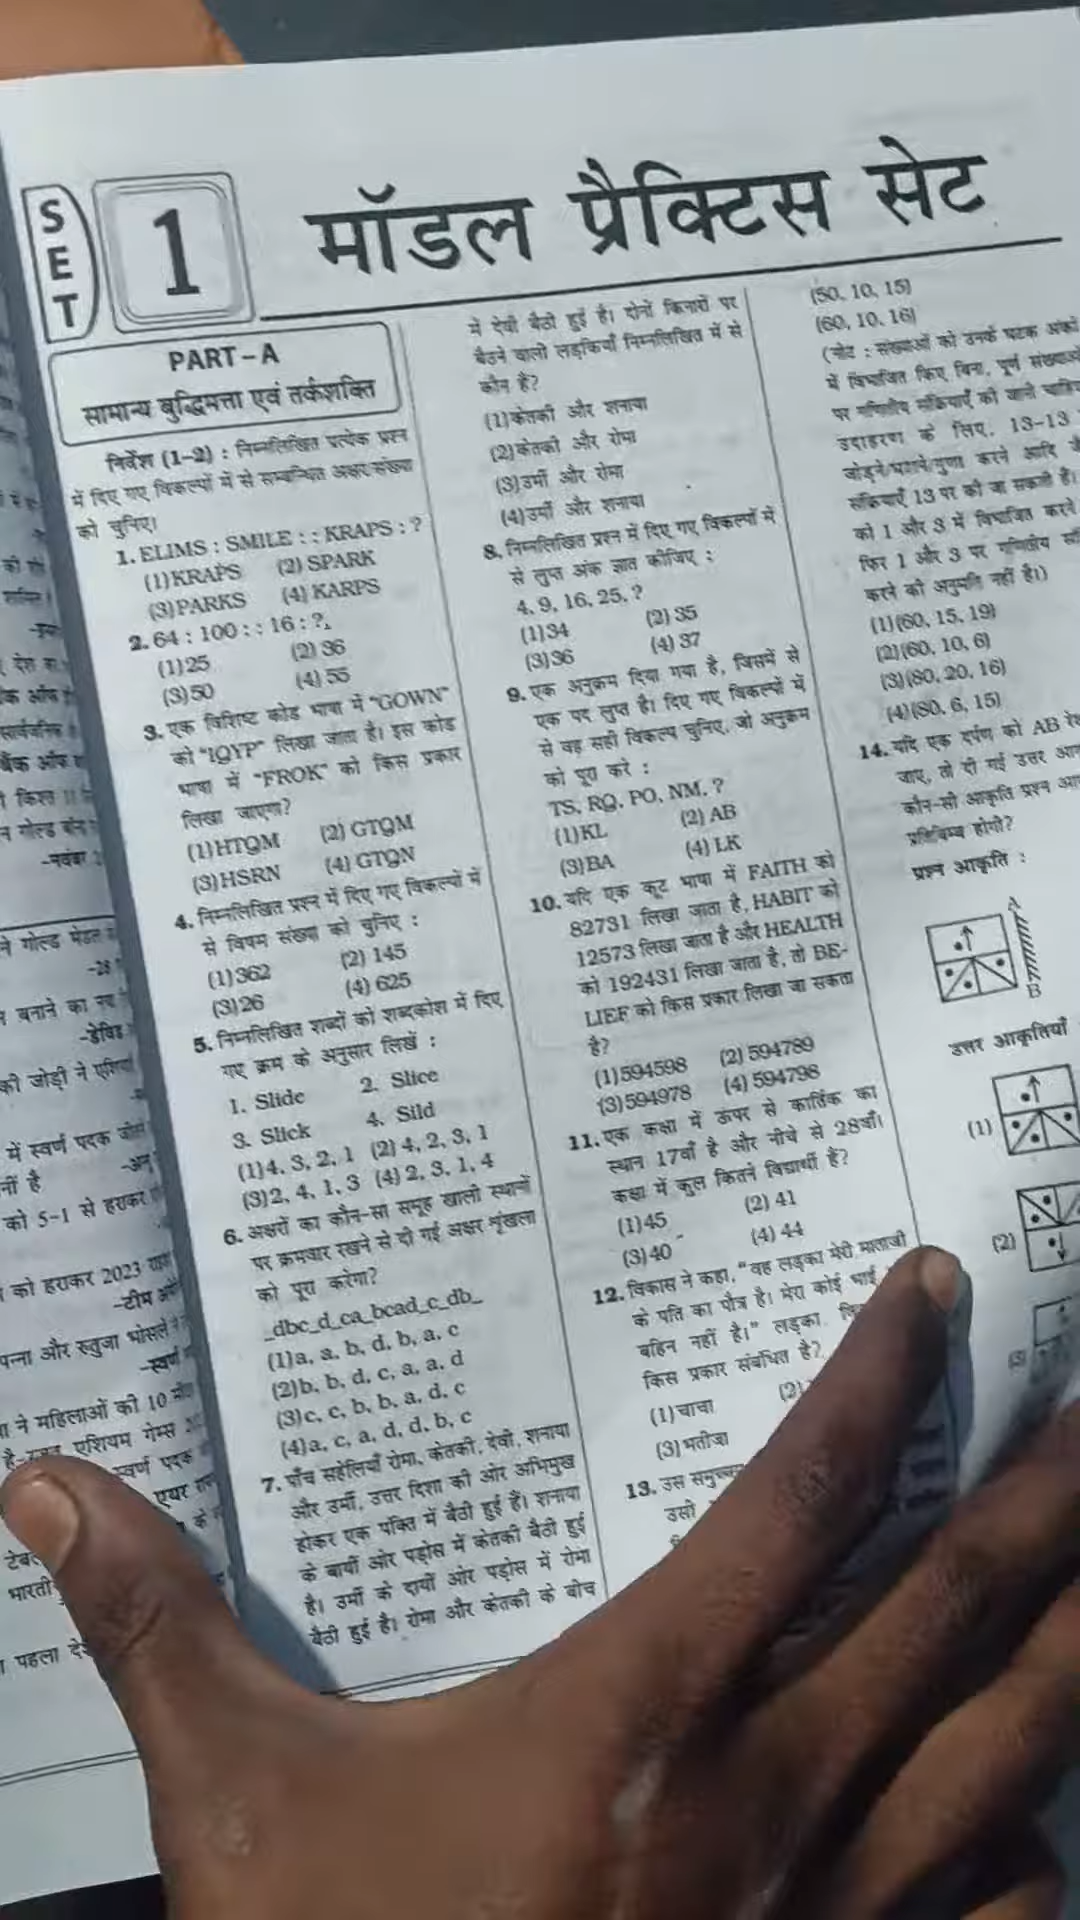 SET
1
मॉडल प्रैक्टिस सेट
PART–A
सामान्य बुद्धिमत्ता एवं तर्कशक्ति
निर्देश (1–2) : निम्नलिखित प्रत्येक प्रश्न
में दिए गए विकल्पों में से सम्बन्धित अक्षर/संख्या
को चुनिए।
1. ELIMS : SMILE : : KRAPS : ?
(1) KRAPS (2) SPARK
(3) PARKS (4) KARPS
2. 64 : 100 : : 16 : ?
(1) 25 (2) 36
(3) 50 (4) 55
3. एक विशिष्ट कोड भाषा में "GOWN"
को "IQYP" लिखा जाता है। इस कोड
भाषा में "FROK" को किस प्रकार
लिखा जाएगा?
(1) HTQM (2) GTQM
(3) HSRN (4) GTQN
4. निम्नलिखित प्रश्न में दिए गए विकल्पों में
से विषम संख्या को चुनिए :
(1) 362 (2) 145
(3) 26 (4) 625
5. निम्नलिखित शब्दों को शब्दकोश में दिए
गए क्रम के अनुसार लिखें :
1. Slide 2. Slice
3. Slick 4. Sild
(1) 4, 3, 2, 1 (2) 4, 2, 3, 1
(3) 2, 4, 1, 3 (4) 2, 3, 1, 4
6. अक्षरों का कौन-सा समूह खाली स्थानों
पर क्रमवार रखने से दी गई अक्षर शृंखला
को पूरा करेगा?
_dbc_d_ca_bcad_c_db_
(1) a, a, b, d, b, a, c
(2) b, b, d, c, a, a, d
(3) c, c, b, b, a, d, c
(4) a, c, a, d, d, b, c
7. पाँच सहेलियाँ रोमा, केतकी, देवी, शनाया
और उर्मी, उत्तर दिशा की ओर अभिमुख
होकर एक पंक्ति में बैठी हुई हैं। शनाया
के बायीं ओर पड़ोस में केतकी बैठी हुई
है। उर्मी के दायीं ओर पड़ोस में रोमा
बैठी हुई है। रोमा और केतकी के बीच
में देवी बैठी हुई है। दोनों किनारों पर
बैठने वाली लड़कियाँ निम्नलिखित में से
कौन हैं?
(1) केतकी और शनाया
(2) केतकी और रोमा
(3) उर्मी और रोमा
(4) उर्मी और शनाया
8. निम्नलिखित प्रश्न में दिए गए विकल्पों में
से लुप्त अंक ज्ञात कीजिए :
4, 9, 16, 25, ?
(1) 34 (2) 35
(3) 36 (4) 37
9. एक अनुक्रम दिया गया है, जिसमें से
एक पद लुप्त है। दिए गए विकल्पों में
से वह सही विकल्प चुनिए, जो अनुक्रम
को पूरा करे :
TS, RQ, PO, NM, ?
(1) KL (2) AB
(3) BA (4) LK
10. यदि एक कूट भाषा में FAITH को
82731 लिखा जाता है, HABIT को
12573 लिखा जाता है और HEALTH
को 192431 लिखा जाता है, तो BE-
LIEF को किस प्रकार लिखा जा सकता
है?
(1) 594598 (2) 594789
(3) 594978 (4) 594798
11. एक कक्षा में ऊपर से कार्तिक का
स्थान 17वाँ है और नीचे से 28वाँ।
कक्षा में कुल कितने विद्यार्थी हैं?
(1) 45 (2) 41
(3) 40 (4) 44
12. विकास ने कहा, "वह लड़का मेरी माताजी
के पति का पौत्र है। मेरा कोई भाई
बहिन नहीं है।" लड़का,
किस प्रकार संबंधित है?
(1) चाचा (2)
(3) भतीजा
13. उस समुच्चय
उसी
(50, 10, 15)
(60, 10, 16)
(नोट : संख्याओं को उनके घटक अंकों
में विभाजित किए बिना, पूर्ण संख्याओं
पर गणितीय संक्रियाएँ की जानी चाहिए
उदाहरण के लिए, 13–13
जोड़ने/घटाने/गुणा करने आदि
संक्रियाएँ 13 पर की जा सकती हैं।
को 1 और 3 में विभाजित करने
फिर 1 और 3 पर गणितीय
करने की अनुमति नहीं है।)
(1) (60, 15, 19)
(2) (60, 10, 6)
(3) (80, 20, 16)
(4) (80, 6, 15)
14. यदि एक दर्पण को AB
जाए, तो दी गई उत्तर
कौन-सी आकृति प्रश्न
प्रतिबिम्ब होगी?
प्रश्न आकृति :
A
B
उत्तर आकृतियाँ
(1)
(2)
(3)